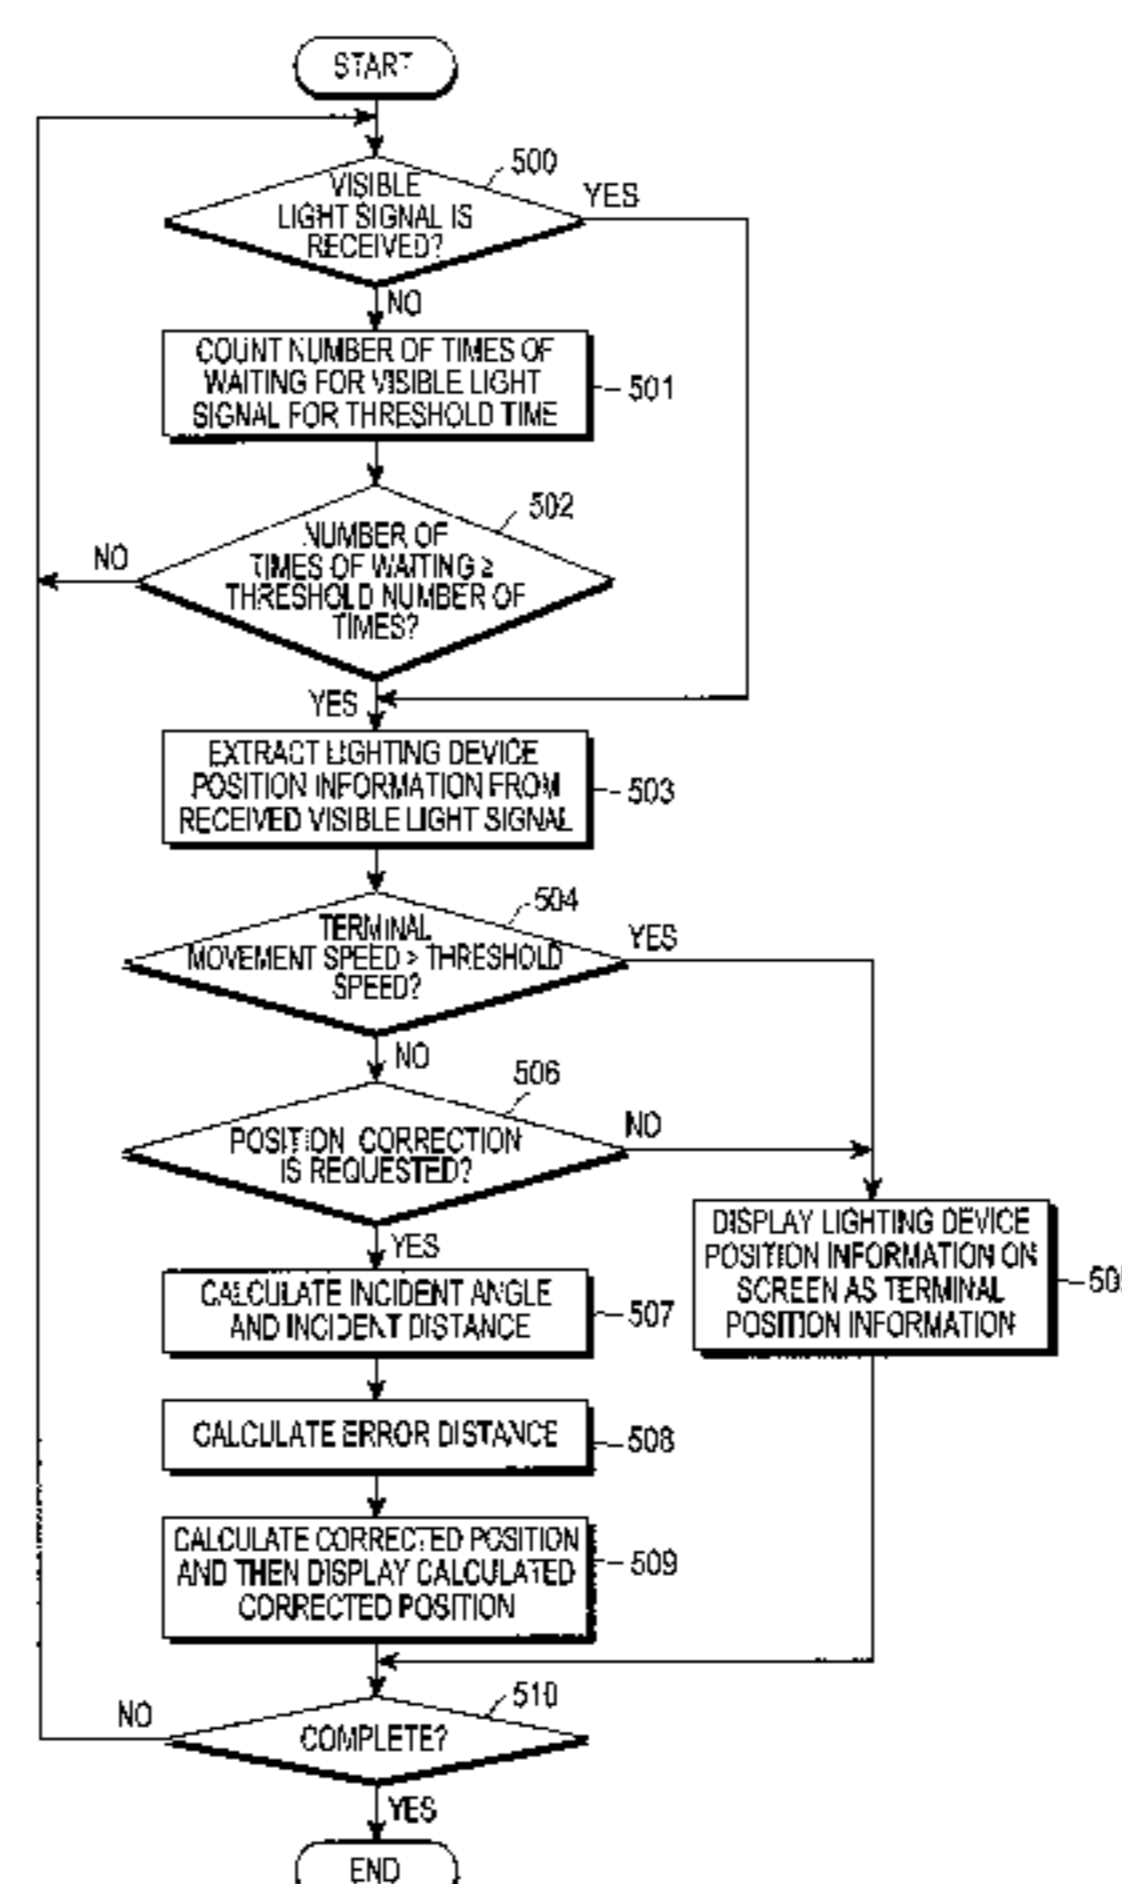 START
500
VISIBLE
LIGHT SIGNAL IS
RECEIVED?
YES
NO
COUNT NUMBER OF TIMES OF
WAITING FOR VISIBLE LIGHT
SIGNAL FOR THRESHOLD TIME
501
502
NUMBER OF
TIMES OF WAITING ≥
THRESHOLD NUMBER OF
TIMES?
NO
YES
EXTRACT LIGHTING DEVICE
POSITION INFORMATION FROM
RECEIVED VISIBLE LIGHT SIGNAL
503
504
TERMINAL
MOVEMENT SPEED > THRESHOLD
SPEED?
YES
NO
506
POSITION CORRECTION
IS REQUESTED?
NO
YES
DISPLAY LIGHTING DEVICE
POSITION INFORMATION ON
SCREEN AS TERMINAL
POSITION INFORMATION
CALCULATE INCIDENT ANGLE
AND INCIDENT DISTANCE
507
CALCULATE ERROR DISTANCE
508
CALCULATE CORRECTED POSITION
AND THEN DISPLAY CALCULATED
CORRECTED POSITION
509
510
COMPLETE?
NO
YES
END